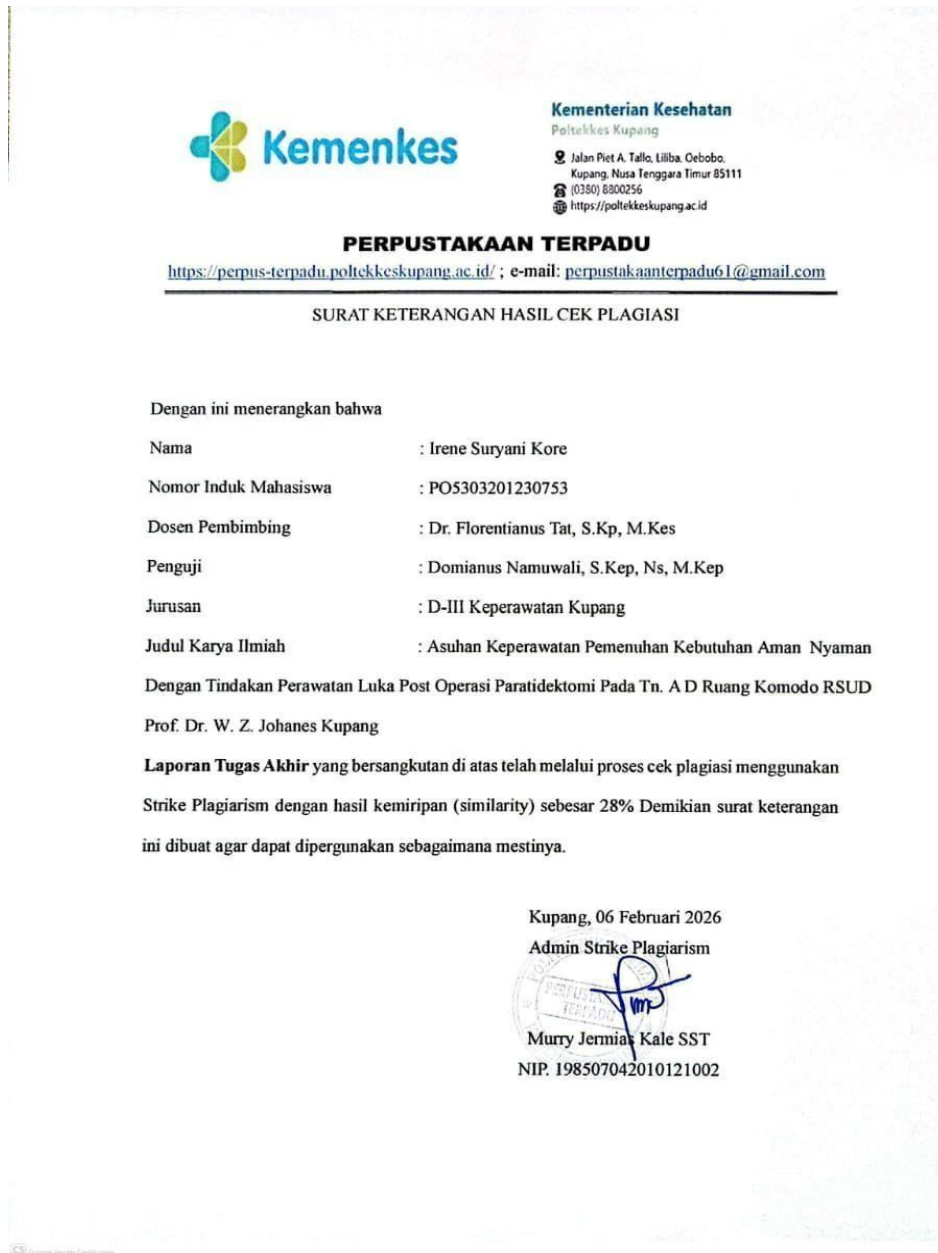 Kemenkes
Kementerian Kesehatan
Poltekkes Kupang
Jalan Piet A. Tallo, Liliba, Oebobo,
Kupang, Nusa Tenggara Timur 85111
(0380) 8800256
https://poltekkeskupang.ac.id
PERPUSTAKAAN TERPADU
https://perpus-terpadu.poltekkeskupang.ac.id/ ; e-mail: perpustakaanterpadu61@gmail.com
SURAT KETERANGAN HASIL CEK PLAGIASI
Dengan ini menerangkan bahwa
Nama : Irene Suryani Kore
Nomor Induk Mahasiswa : PO5303201230753
Dosen Pembimbing : Dr. Florentianus Tat, S.Kp, M.Kes
Penguji : Domianus Namuwali, S.Kep, Ns, M.Kep
Jurusan : D-III Keperawatan Kupang
Judul Karya Ilmiah : Asuhan Keperawatan Pemenuhan Kebutuhan Aman Nyaman
Dengan Tindakan Perawatan Luka Post Operasi Paratidektomi Pada Tn. A D Ruang Komodo RSUD
Prof. Dr. W. Z. Johanes Kupang
Laporan Tugas Akhir yang bersangkutan di atas telah melalui proses cek plagiasi menggunakan
Strike Plagiarism dengan hasil kemiripan (similarity) sebesar 28% Demikian surat keterangan
ini dibuat agar dapat dipergunakan sebagaimana mestinya.
Kupang, 06 Februari 2026
Admin Strike Plagiarism
TERPADU
Murry Jermias Kale SST
NIP. 198507042010121002
CS